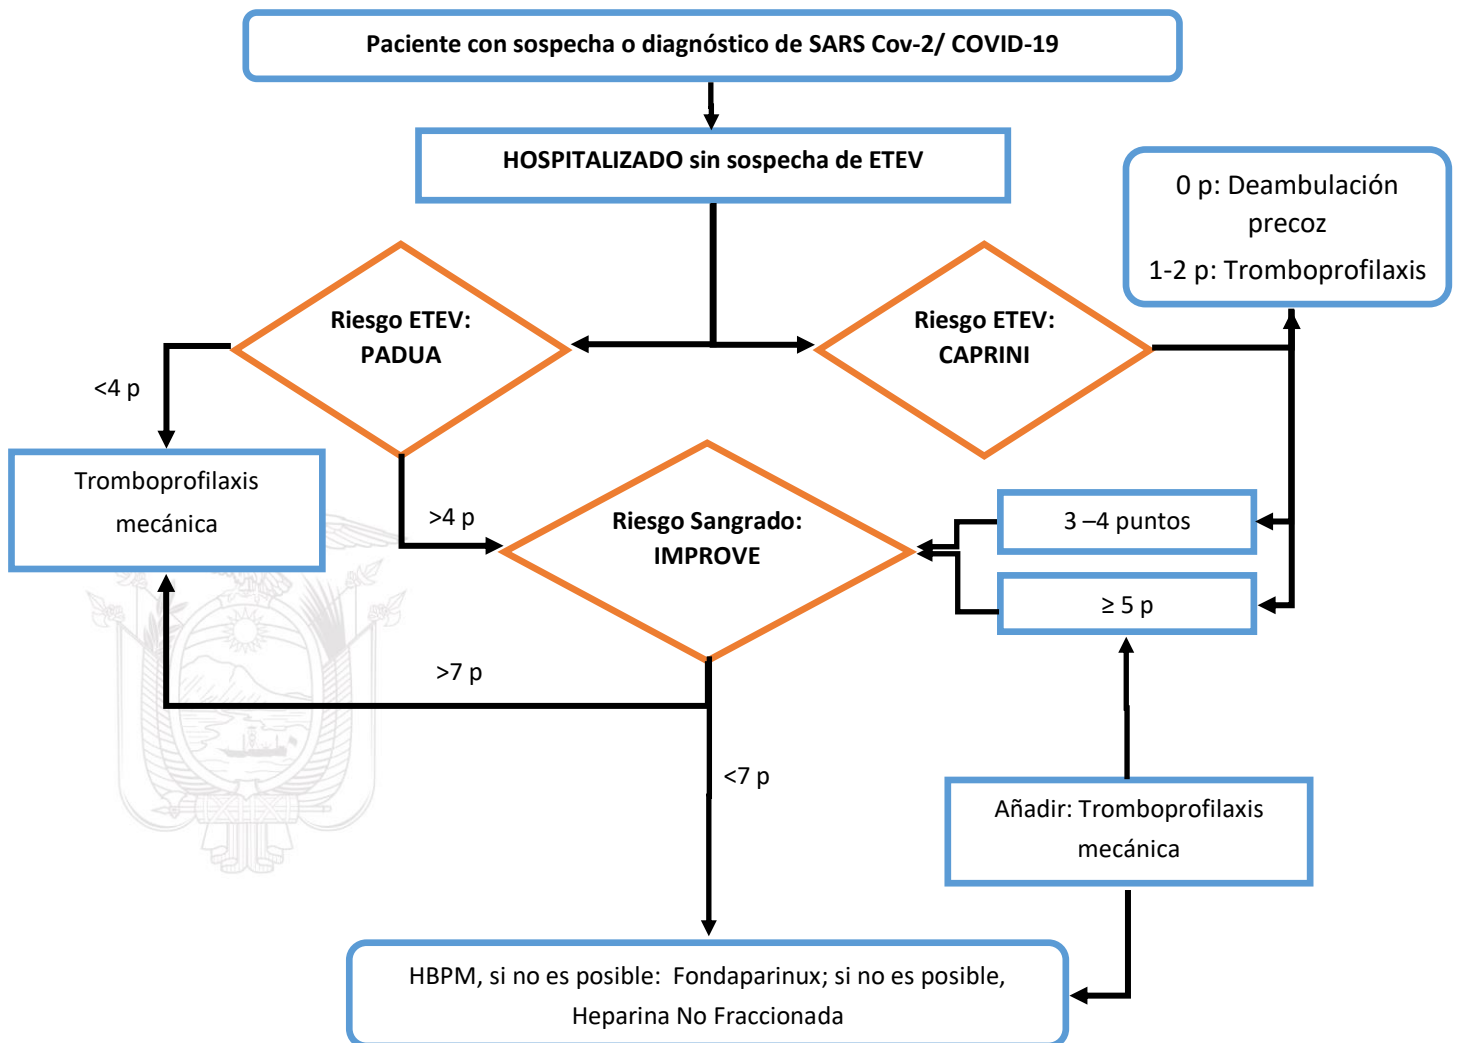 Paciente con sospecha o diagnóstico de SARS Cov-2/ COVID-19
HOSPITALIZADO sin sospecha de ETEV
0 p: Deambulación
precoz
1-2 p: Tromboprofilaxis
Riesgo ETEV:
PADUA
Riesgo ETEV:
CAPRINI
<4 p
Tromboprofilaxis
mecánica
>4 p
Riesgo Sangrado:
IMPROVE
3 –4 puntos
≥ 5 p
>7 p
<7 p
Añadir: Tromboprofilaxis
mecánica
HBPM, si no es posible: Fondaparinux; si no es posible,
Heparina No Fraccionada